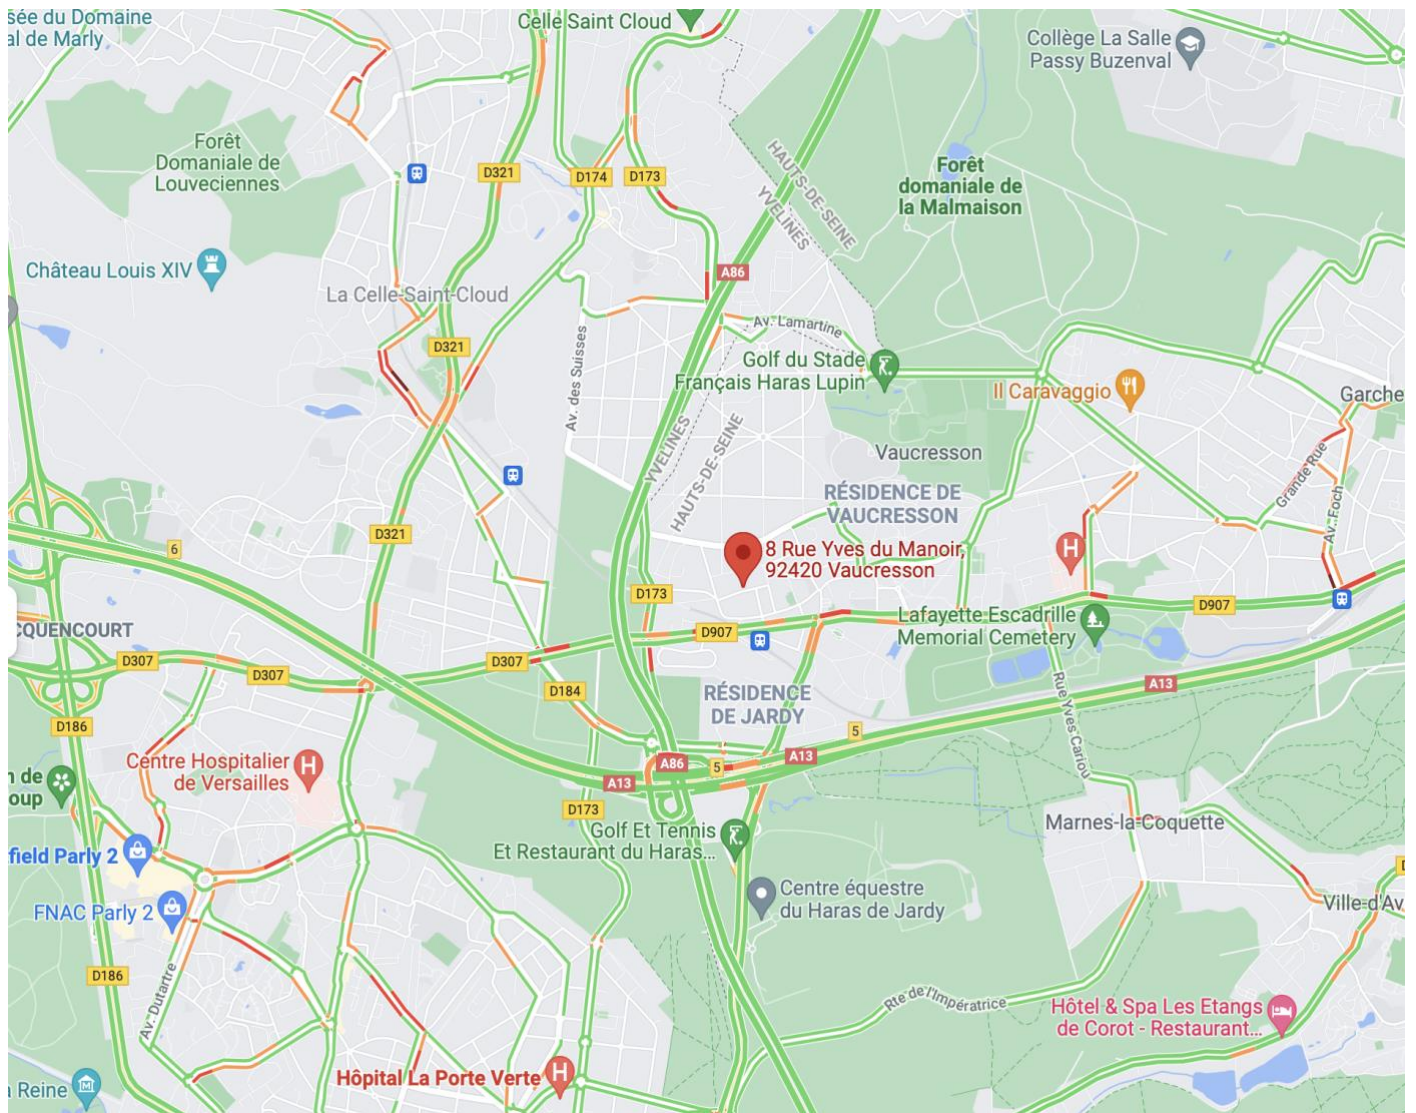 sée du Domaine
al de Marly
Celle Saint Cloud
Collège La Salle
Passy Buzenval
Forêt
Domaniale de
Louveciennes
D321
D174
D173
HAUTS-DE-SEINE
YVELINES
Forêt
domaniale de
la Malmaison
Château Louis XIV
A86
La Celle-Saint-Cloud
Av. Lamartine
D321
Av. des Suisses
Golf du Stade
Français Haras Lupin
Il Caravaggio
Garche
YVELINES
HAUTS-DE-SEINE
Vaucresson
Grande Rue
RÉSIDENCE DE
VAUCRESSON
Av. Foch
D321
6
8 Rue Yves du Manoir,
92420 Vaucresson
H
D173
D907
Lafayette Escadrille
Memorial Cemetery
CQUENCOURT
D907
D307
D307
D307
D184
A13
RÉSIDENCE
DE JARDY
Rue Yves Cariou
D186
5
Centre Hospitalier
de Versailles
H
A86
5
A13
n de
oup
A13
D173
Golf Et Tennis
Et Restaurant du Haras...
Marnes-la-Coquette
field Parly 2
Centre équestre
du Haras de Jardy
Ville-d'Av
FNAC Parly 2
D186
Av. Dutartre
Rte de l'Impératrice
Hôtel & Spa Les Etangs
de Corot - Restaurant...
Hôpital La Porte Verte
H
a Reine
M